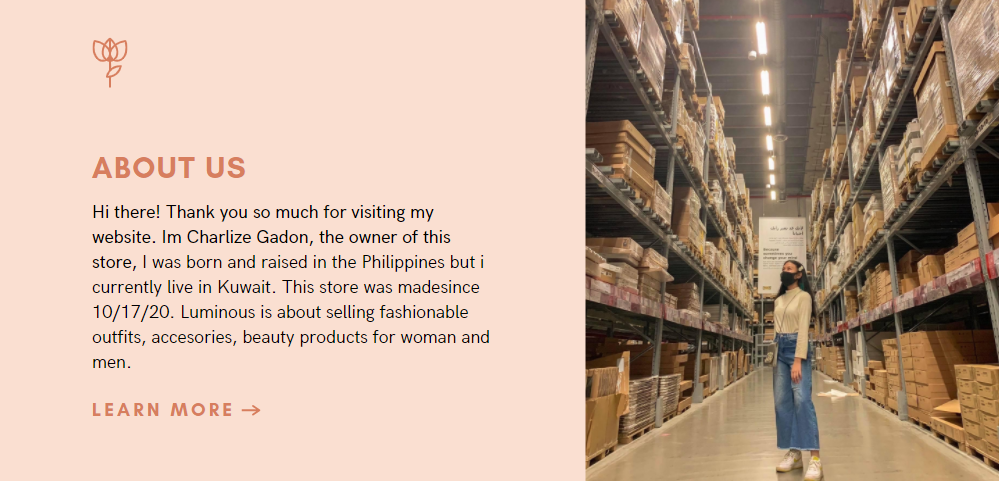 ABOUT US
Hi there! Thank you so much for visiting my
website. Im Charlize Gadon, the owner of this
store, I was born and raised in the Philippines but i
currently live in Kuwait. This store was madesince
10/17/20. Luminous is about selling fashionable
outfits, accesories, beauty products for woman and
men.
LEARN MORE →